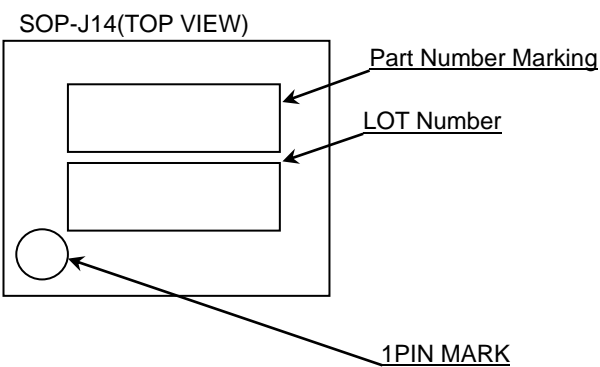 SOP-J14(TOP VIEW)
Part Number Marking
LOT Number
1PIN MARK